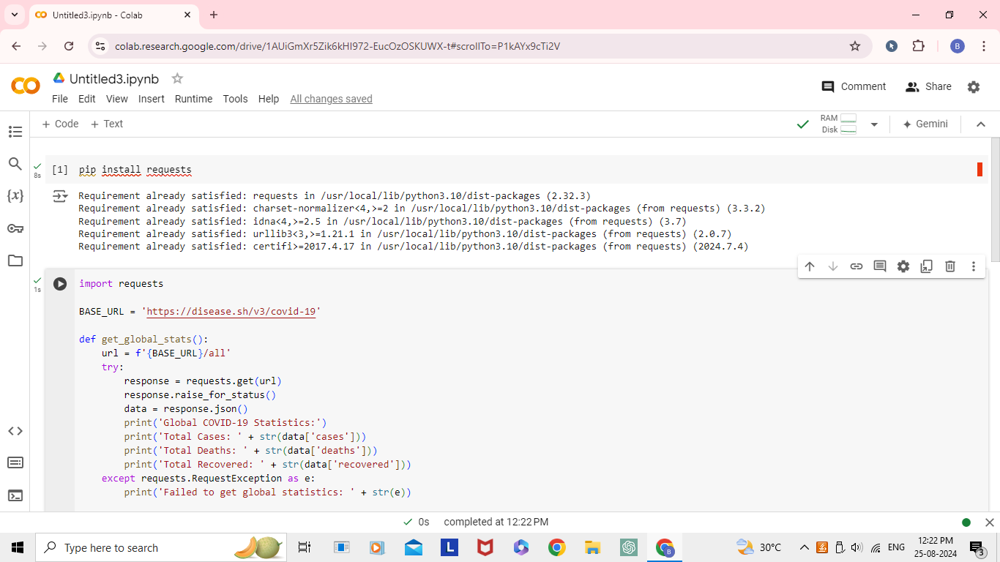 Untitled3.ipynb - Colab
colab.research.google.com/drive/1AUiGmXr5Zik6kHI972-EucOzOSKUWX-t#scrollTo=P1kAYx9cTi2V
B
Untitled3.ipynb
Comment
Share
File Edit View Insert Runtime Tools Help All changes saved
+ Code + Text
RAM
Disk
Gemini
[1] pip install requests
8s
Requirement already satisfied: requests in /usr/local/lib/python3.10/dist-packages (2.32.3)
Requirement already satisfied: charset-normalizer<4,>=2 in /usr/local/lib/python3.10/dist-packages (from requests) (3.3.2)
Requirement already satisfied: idna<4,>=2.5 in /usr/local/lib/python3.10/dist-packages (from requests) (3.7)
Requirement already satisfied: urllib3<3,>=1.21.1 in /usr/local/lib/python3.10/dist-packages (from requests) (2.0.7)
Requirement already satisfied: certifi>=2017.4.17 in /usr/local/lib/python3.10/dist-packages (from requests) (2024.7.4)
1s
import requests
BASE_URL = 'https://disease.sh/v3/covid-19'
def get_global_stats():
    url = f'{BASE_URL}/all'
    try:
        response = requests.get(url)
        response.raise_for_status()
        data = response.json()
        print('Global COVID-19 Statistics:')
        print('Total Cases: ' + str(data['cases']))
        print('Total Deaths: ' + str(data['deaths']))
        print('Total Recovered: ' + str(data['recovered']))
    except requests.RequestException as e:
        print('Failed to get global statistics: ' + str(e))
0s completed at 12:22 PM
Type here to search
L
B
30°C
ENG
12:22 PM
25-08-2024
3